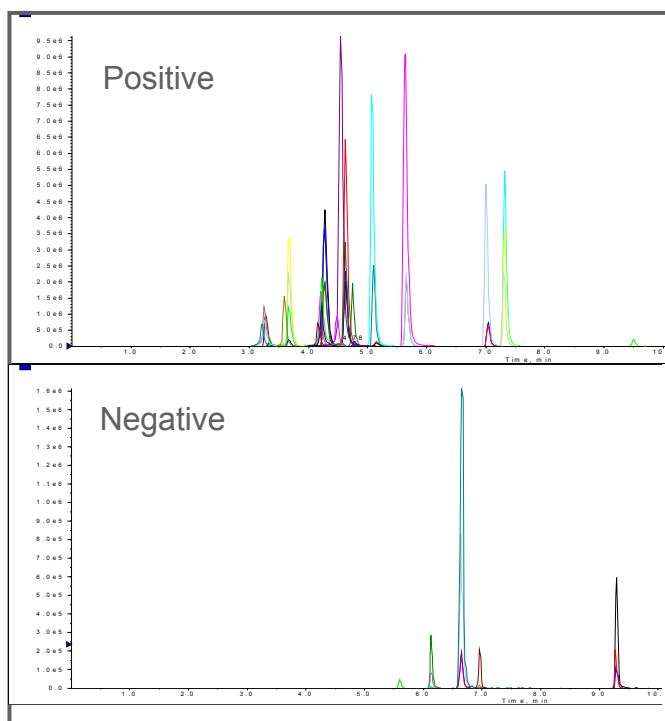 9.5e6
9.0e6
Positive
8.5e6
8.0e6
7.5e6
7.0e6
6.5e6
6.0e6
5.5e6
5.0e6
4.5e6
4.0e6
3.5e6
3.0e6
2.5e6
2.0e6
1.5e6
1.0e6
5.0e5
0.0
1.0 2.0 3.0 4.0 5.0 6.0 7.0 8.0 9.0 10
Time, min
1.6e6
1.5e6
Negative
1.4e6
1.3e6
1.2e6
1.1e6
1.0e6
9.0e5
8.0e5
7.0e5
6.0e5
5.0e5
4.0e5
3.0e5
2.0e5
1.0e5
0.0
1.0 2.0 3.0 4.0 5.0 6.0 7.0 8.0 9.0 10
Time, min